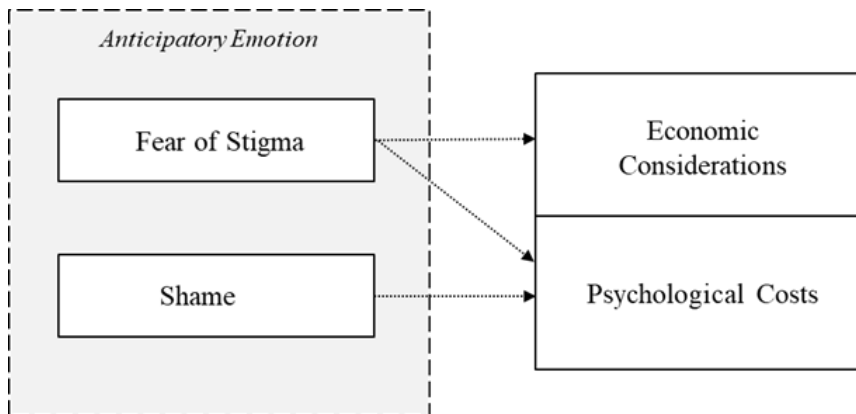 Anticipatory Emotion
Fear of Stigma
Economic
Considerations
Shame
Psychological Costs